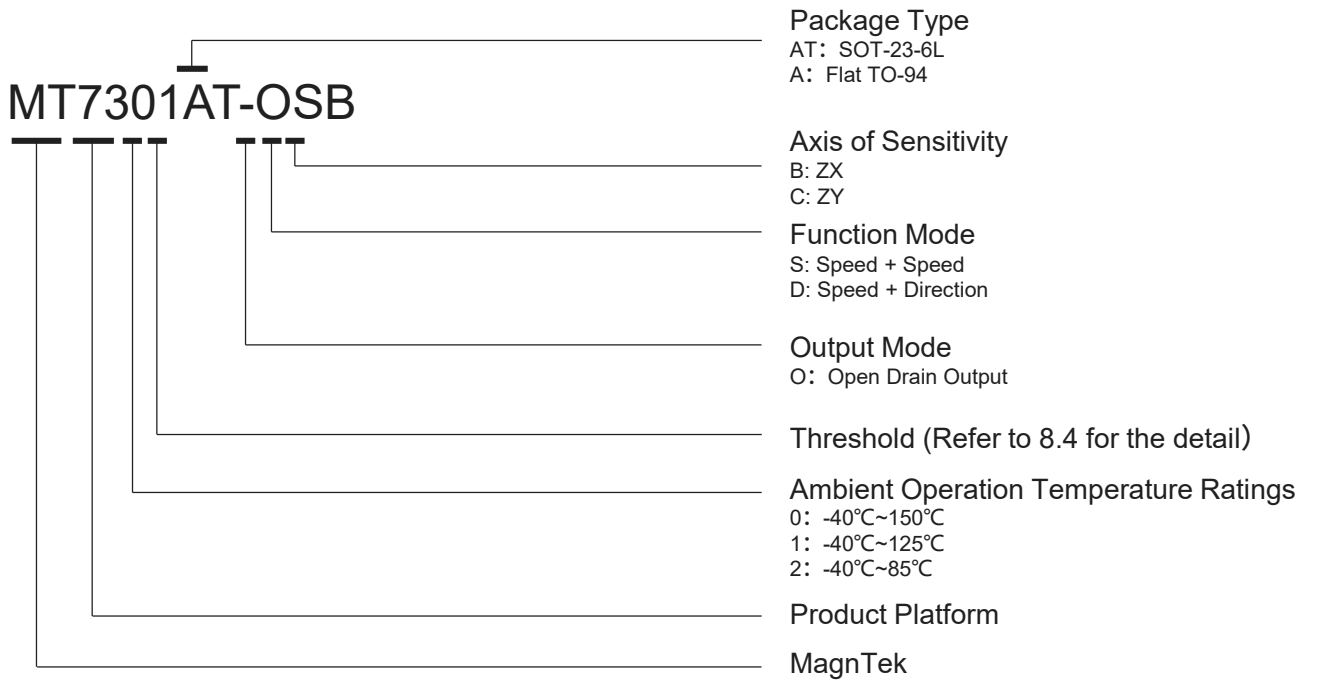 Package Type
AT：SOT-23-6L
A：Flat TO-94
MT7301AT-OSB
Axis of Sensitivity
B: ZX
C: ZY
Function Mode
S: Speed + Speed
D: Speed + Direction
Output Mode
O：Open Drain Output
Threshold (Refer to 8.4 for the detail）
Ambient Operation Temperature Ratings
0：-40℃~150℃
1：-40℃~125℃
2：-40℃~85℃
Product Platform
MagnTek